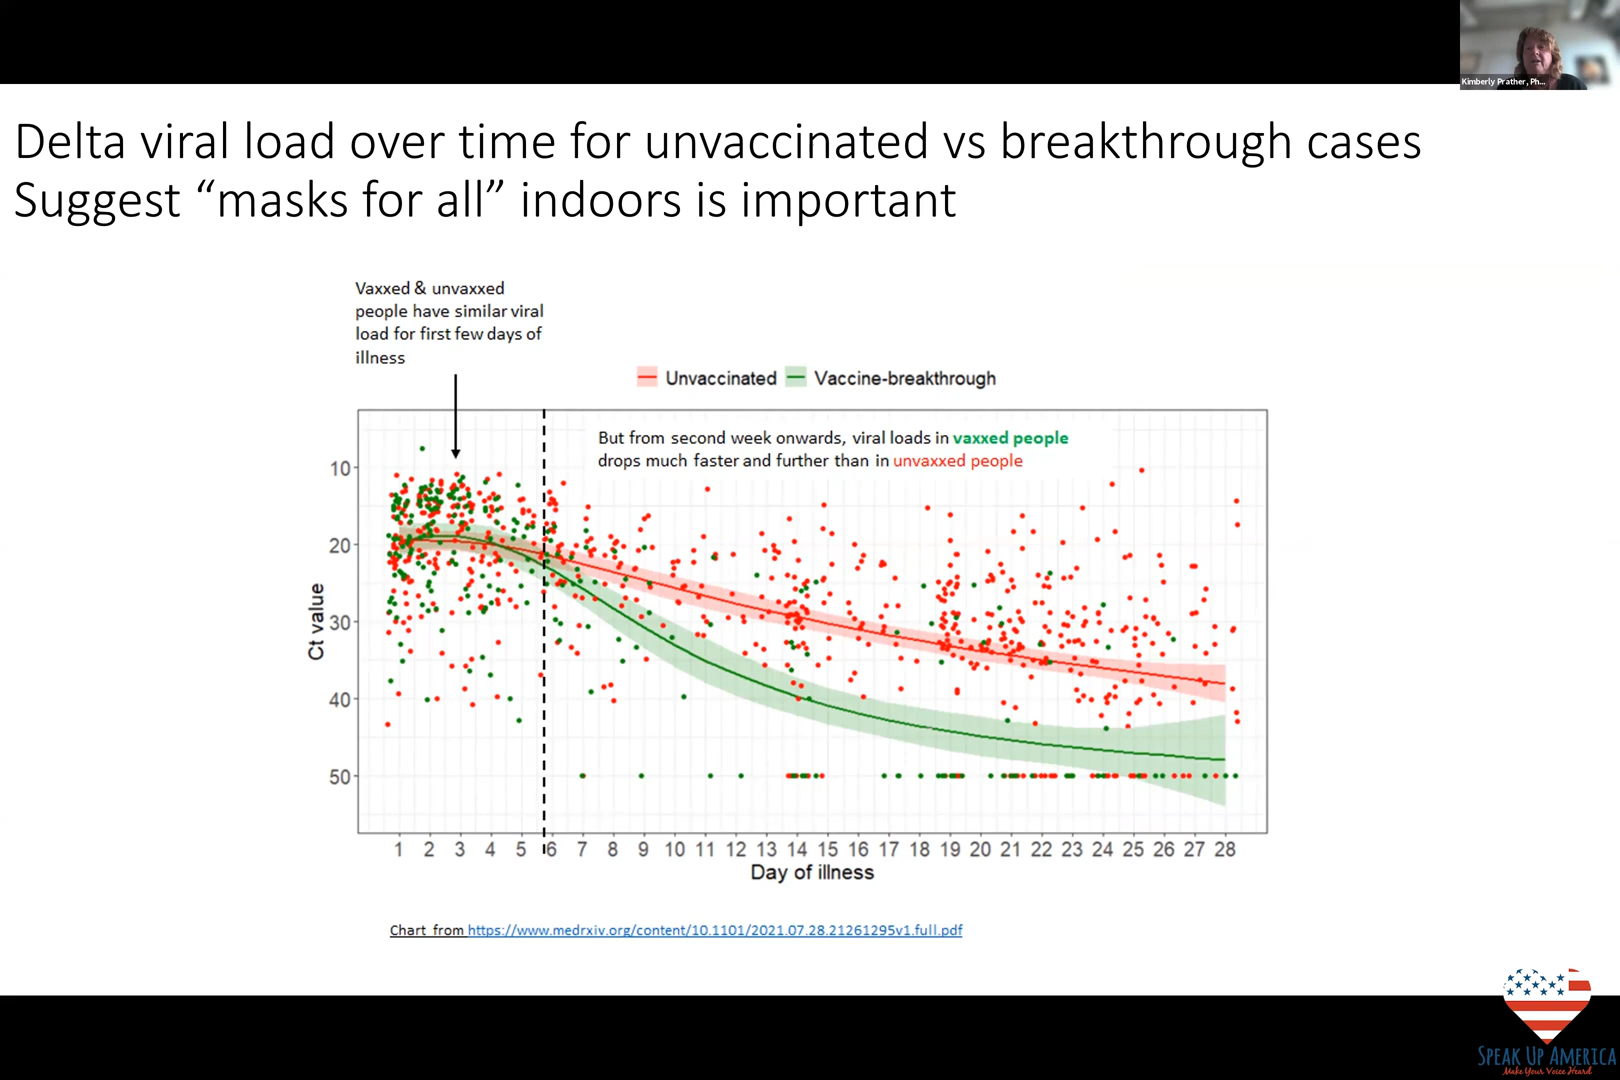 Kimberly Prather, Ph...
Delta viral load over time for unvaccinated vs breakthrough cases
Suggest “masks for all” indoors is important
Vaxxed & unvaxxed
people have similar viral
load for first few days of
illness
Unvaccinated Vaccine-breakthrough
But from second week onwards, viral loads in vaxxed people
drops much faster and further than in unvaxxed people
10
20
30
40
50
Ct value
1 2 3 4 5 6 7 8 9 10 11 12 13 14 15 16 17 18 19 20 21 22 23 24 25 26 27 28
Day of illness
Chart from https://www.medrxiv.org/content/10.1101/2021.07.28.21261295v1.full.pdf
SPEAK UP AMERICA
Make Your Voice Heard